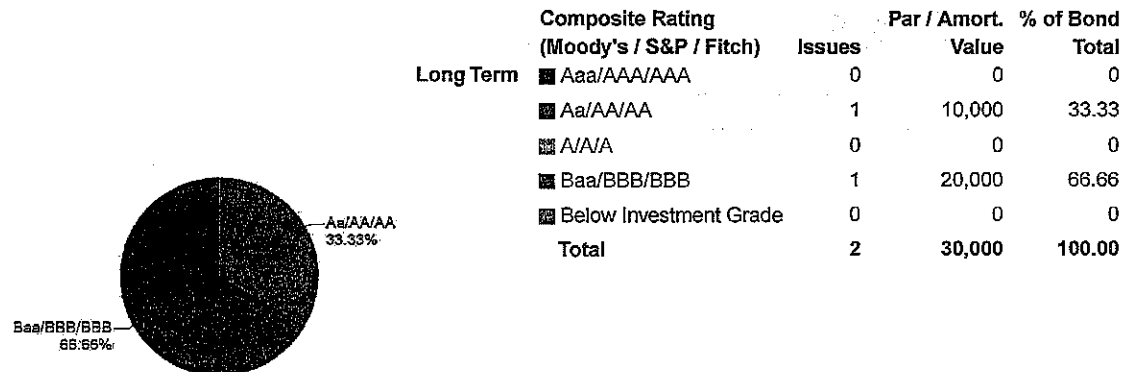 Composite Rating Par / Amort. % of Bond
(Moody's / S&P / Fitch) Issues Value Total
Long Term Aaa/AAA/AAA 0 0 0
Aa/AA/AA 1 10,000 33.33
A/A/A 0 0 0
Baa/BBB/BBB 1 20,000 66.66
Below Investment Grade 0 0 0
Total 2 30,000 100.00
Aa/AA/AA
33.33%
Baa/BBB/BBB
66.66%